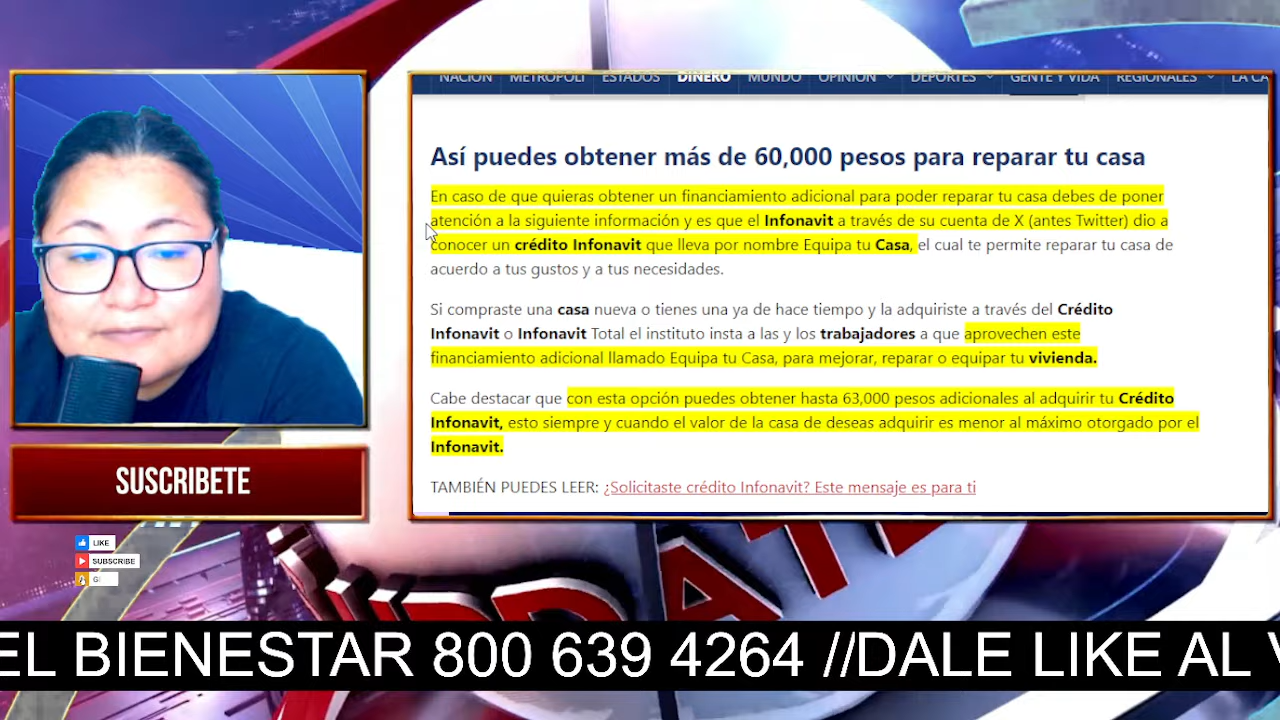 NACIÓN METRÓPOLI ESTADOS DINERO MUNDO OPINIÓN DEPORTES GENTE Y VIDA REGIONALES LA CA
Así puedes obtener más de 60,000 pesos para reparar tu casa
En caso de que quieras obtener un financiamiento adicional para poder reparar tu casa debes de poner
atención a la siguiente información y es que el Infonavit a través de su cuenta de X (antes Twitter) dio a
conocer un crédito Infonavit que lleva por nombre Equipa tu Casa, el cual te permite reparar tu casa de
acuerdo a tus gustos y a tus necesidades.
Si compraste una casa nueva o tienes una ya de hace tiempo y la adquiriste a través del Crédito
Infonavit o Infonavit Total el instituto insta a las y los trabajadores a que aprovechen este
financiamiento adicional llamado Equipa tu Casa, para mejorar, reparar o equipar tu vivienda.
Cabe destacar que con esta opción puedes obtener hasta 63,000 pesos adicionales al adquirir tu Crédito
Infonavit, esto siempre y cuando el valor de la casa de deseas adquirir es menor al máximo otorgado por el
Infonavit.
TAMBIÉN PUEDES LEER: ¿Solicitaste crédito Infonavit? Este mensaje es para ti
SUSCRIBETE
LIKE
SUBSCRIBE
EL BIENESTAR 800 639 4264 //DALE LIKE AL V